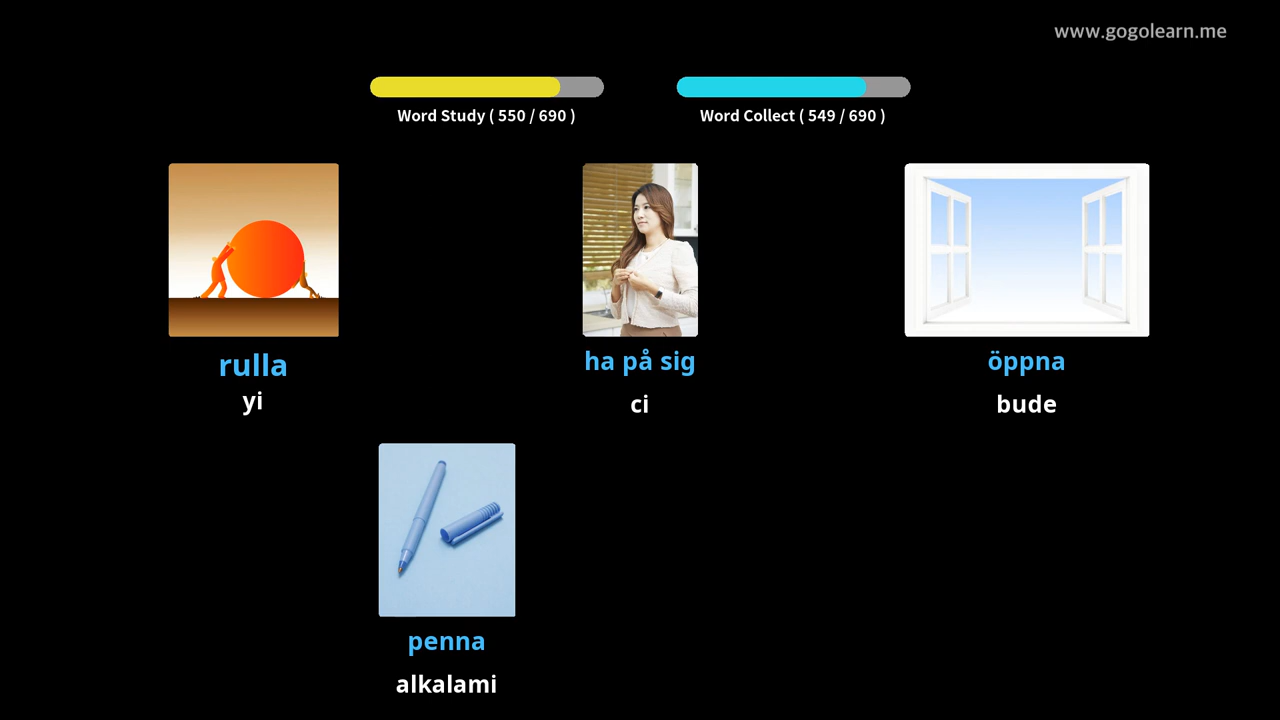 www.gogolearn.me
Word Study ( 550 / 690 )
Word Collect ( 549 / 690 )
rulla
yi
ha på sig
ci
öppna
bude
penna
alkalami